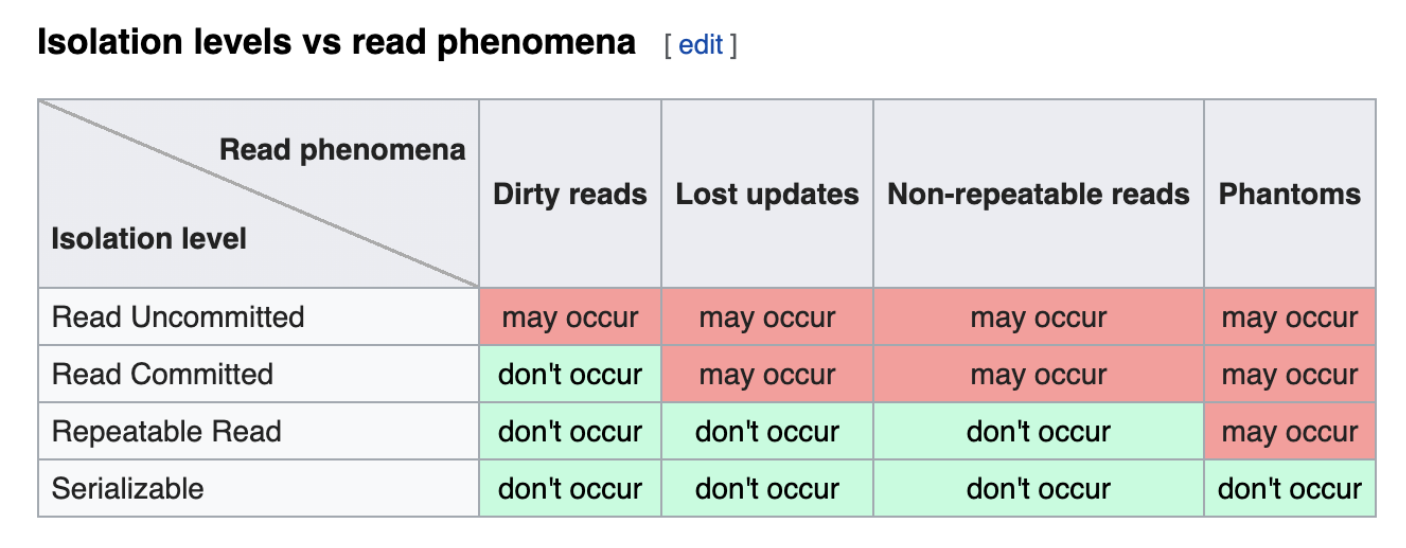 Isolation levels vs read phenomena [ edit ]
Read phenomena
Isolation level
Dirty reads Lost updates Non-repeatable reads Phantoms
Read Uncommitted may occur may occur may occur may occur
Read Committed don't occur may occur may occur may occur
Repeatable Read don't occur don't occur don't occur may occur
Serializable don't occur don't occur don't occur don't occur